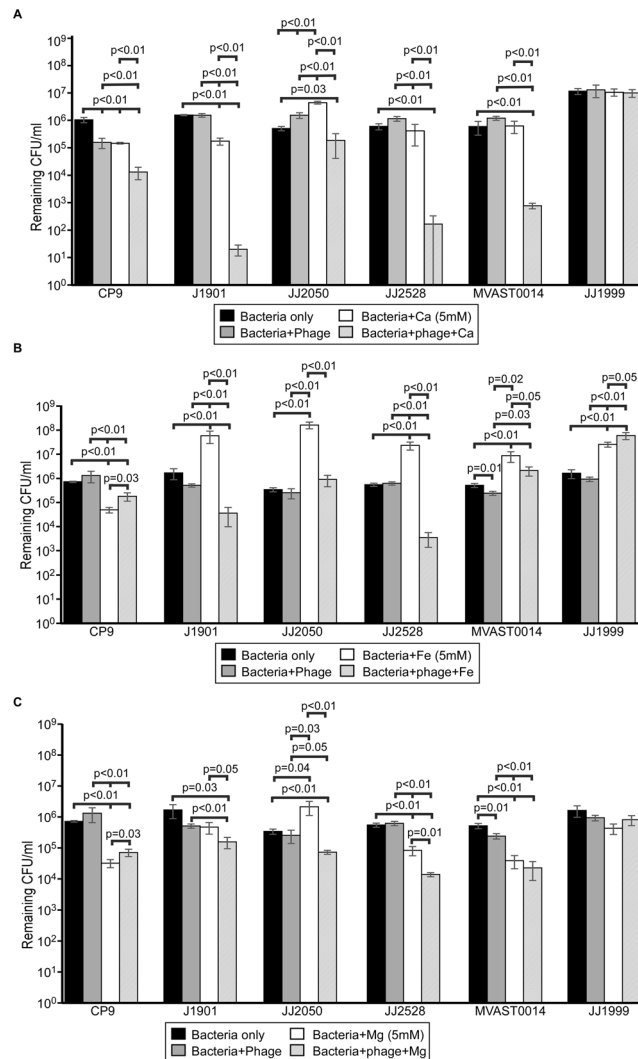 A
p<0.01
p<0.01 p<0.01
p<0.01 p<0.01 p<0.01 p<0.01
p<0.01 p<0.01 p<0.01 p<0.01
p<0.01 p<0.01 p=0.03 p<0.01 p<0.01
Remaining CFU/ml
10⁹
10⁸
10⁷
10⁶
10⁵
10⁴
10³
10²
10¹
10⁰
CP9 J1901 JJ2050 JJ2528 MVAST0014 JJ1999
Bacteria only Bacteria+Ca (5mM)
Bacteria+Phage Bacteria+phage+Ca
B
p<0.01
p<0.01 p<0.01 p<0.01 p=0.02 p=0.05
p<0.01 p<0.01 p<0.01 p=0.05 p<0.01
p<0.01 p<0.01 p<0.01 p=0.03 p<0.01
p<0.01 p<0.01
p=0.03 p=0.01
Remaining CFU/ml
10⁹
10⁸
10⁷
10⁶
10⁵
10⁴
10³
10²
10¹
10⁰
CP9 J1901 JJ2050 JJ2528 MVAST0014 JJ1999
Bacteria only Bacteria+Fe (5mM)
Bacteria+Phage Bacteria+phage+Fe
C
p<0.01
p=0.03
p=0.05
p<0.01 p=0.05 p=0.04 p<0.01 p<0.01
p<0.01 p=0.03 p<0.01 p<0.01 p<0.01
p=0.03 p<0.01 p=0.01 p=0.01
Remaining CFU/ml
10⁹
10⁸
10⁷
10⁶
10⁵
10⁴
10³
10²
10¹
10⁰
CP9 J1901 JJ2050 JJ2528 MVAST0014 JJ1999
Bacteria only Bacteria+Mg (5mM)
Bacteria+Phage Bacteria+phage+Mg